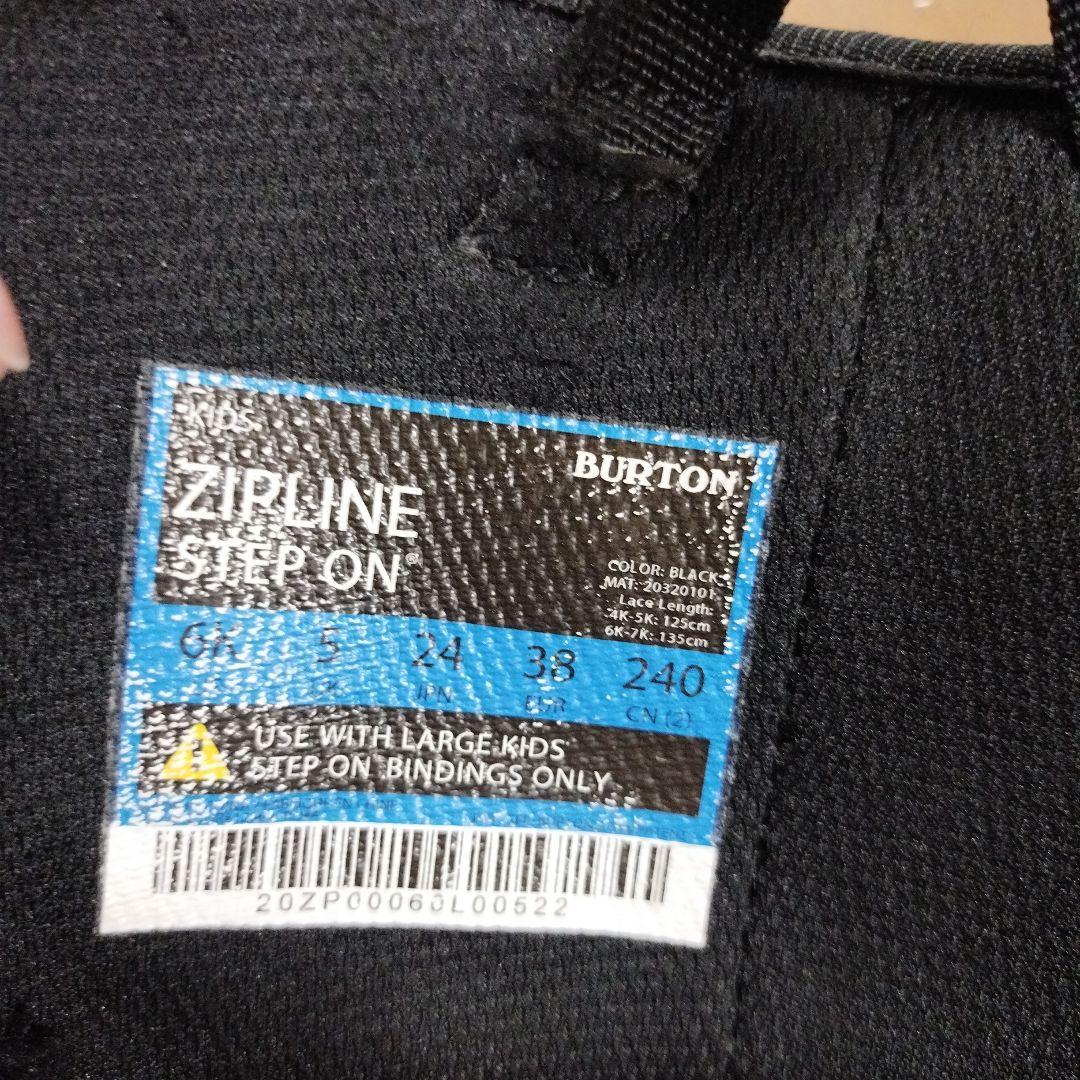 KIDS
ZIPLINE
STEP ON®
BURTON
COLOR: BLACK
MAT: 20320101
Lace Length:
4K-5K: 125cm
6K-7K: 135cm
6K 5 24 38 240
JPN EUR CN (2)
USE WITH LARGE KIDS
STEP ON BINDINGS ONLY
20ZP00060L00522